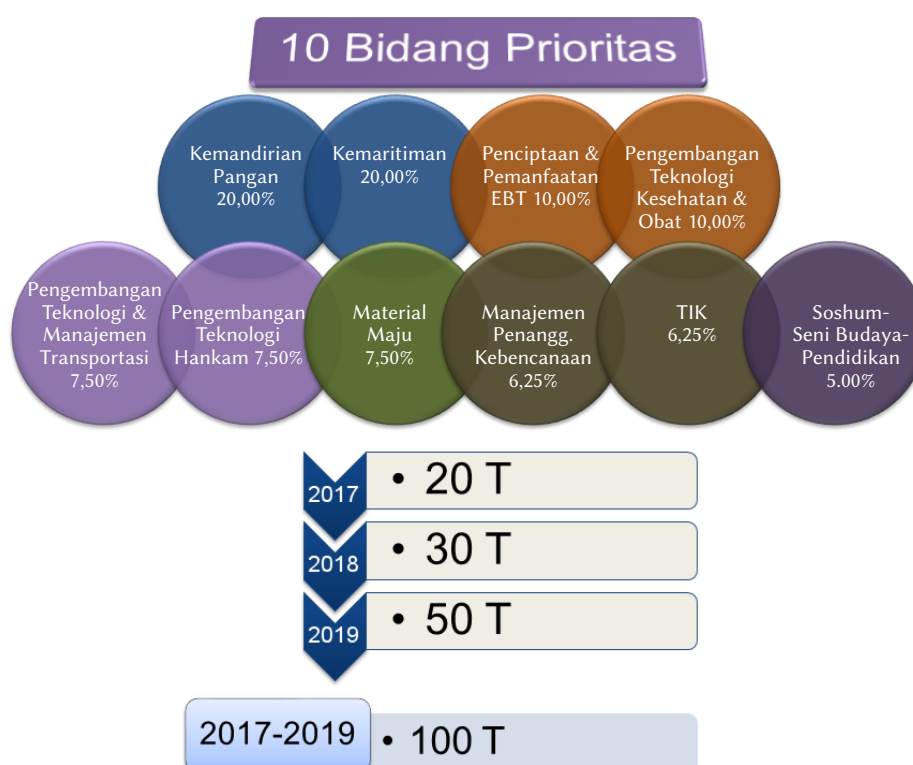 10 Bidang Prioritas
Kemandirian
Pangan
20,00%
Kemaritiman
20,00%
Penciptaan &
Pemanfaatan
EBT 10,00%
Pengembangan
Teknologi
Kesehatan &
Obat 10,00%
Pengembangan
Teknologi &
Manajemen
Transportasi
7,50%
Pengembangan
Teknologi
Hankam 7,50%
Material
Maju
7,50%
Manajemen
Penangg.
Kebencanaan
6,25%
TIK
6,25%
Soshum-
Seni Budaya-
Pendidikan
5.00%
2017
• 20 T
2018
• 30 T
2019
• 50 T
2017-2019
• 100 T